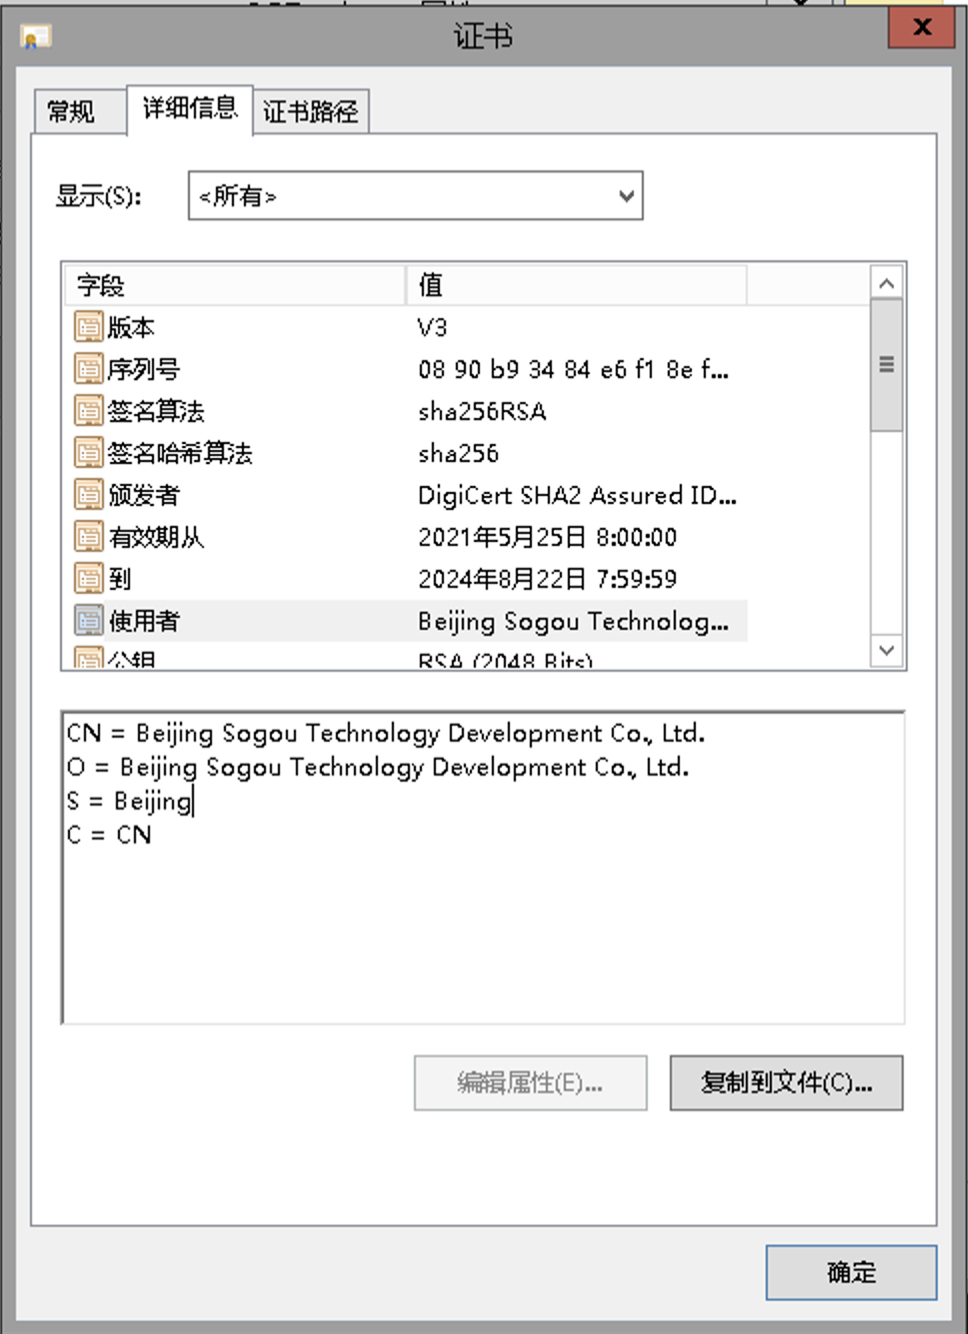 证书
常规 详细信息 证书路径
显示(S): <所有>
字段 值
版本 V3
序列号 08 90 b9 34 84 e6 f1 8e f...
签名算法 sha256RSA
签名哈希算法 sha256
颁发者 DigiCert SHA2 Assured ID...
有效期从 2021年5月25日 8:00:00
到 2024年8月22日 7:59:59
使用者 Beijing Sogou Technolog...
公钥 RSA (2048 Bits)
CN = Beijing Sogou Technology Development Co., Ltd.
O = Beijing Sogou Technology Development Co., Ltd.
S = Beijing
C = CN
编辑属性(E)... 复制到文件(C)...
确定